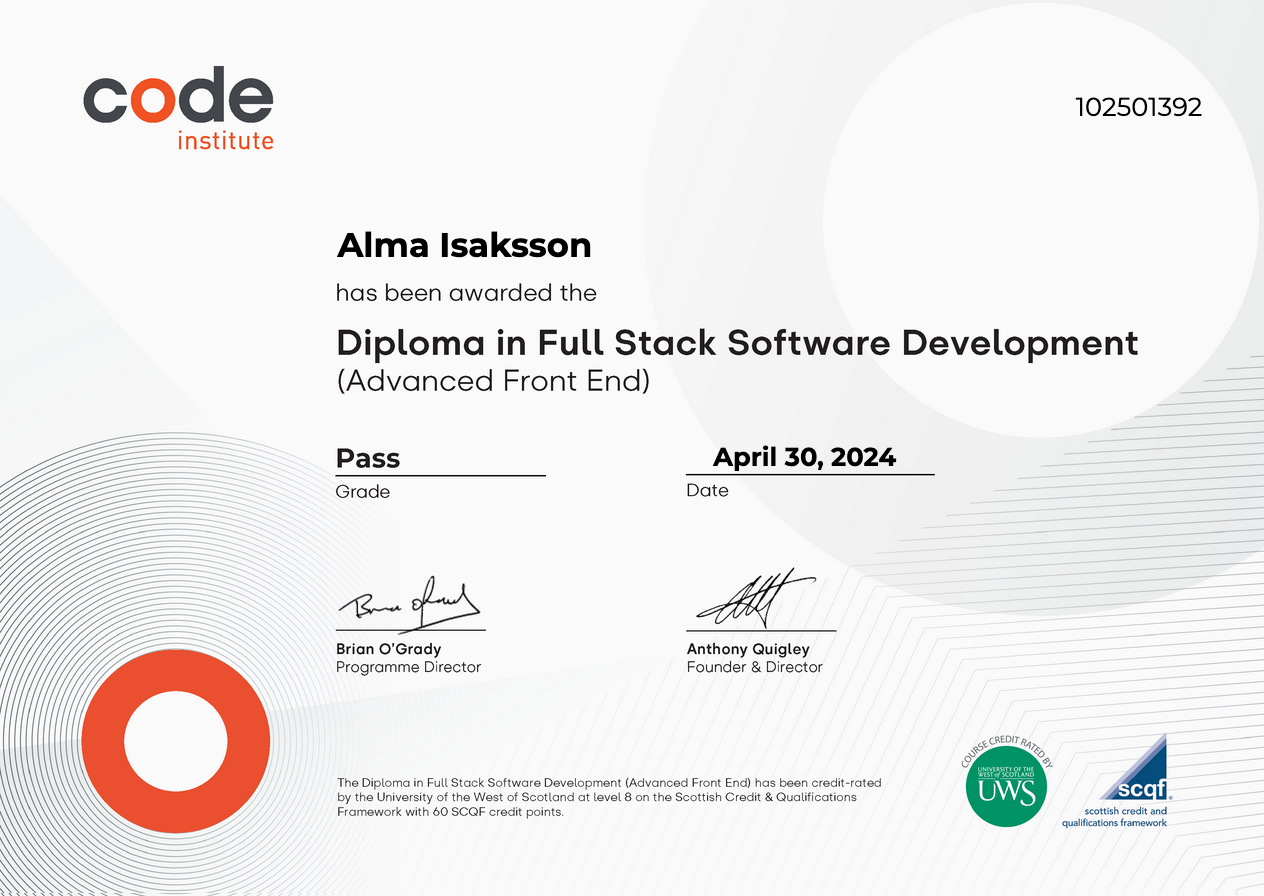 code
institute
102501392
Alma Isaksson
has been awarded the
Diploma in Full Stack Software Development
(Advanced Front End)
Pass
April 30, 2024
Grade
Date
Brian O'Grady
Anthony Quigley
Programme Director
Founder & Director
The Diploma in Full Stack Software Development (Advanced Front End) has been credit-rated
by the University of the West of Scotland at level 8 on the Scottish Credit & Qualifications
Framework with 60 SCQF credit points.
COURSE CREDIT RATED BY
UNIVERSITY OF THE
WEST of SCOTLAND
UWS
scqf
scottish credit and
qualifications framework